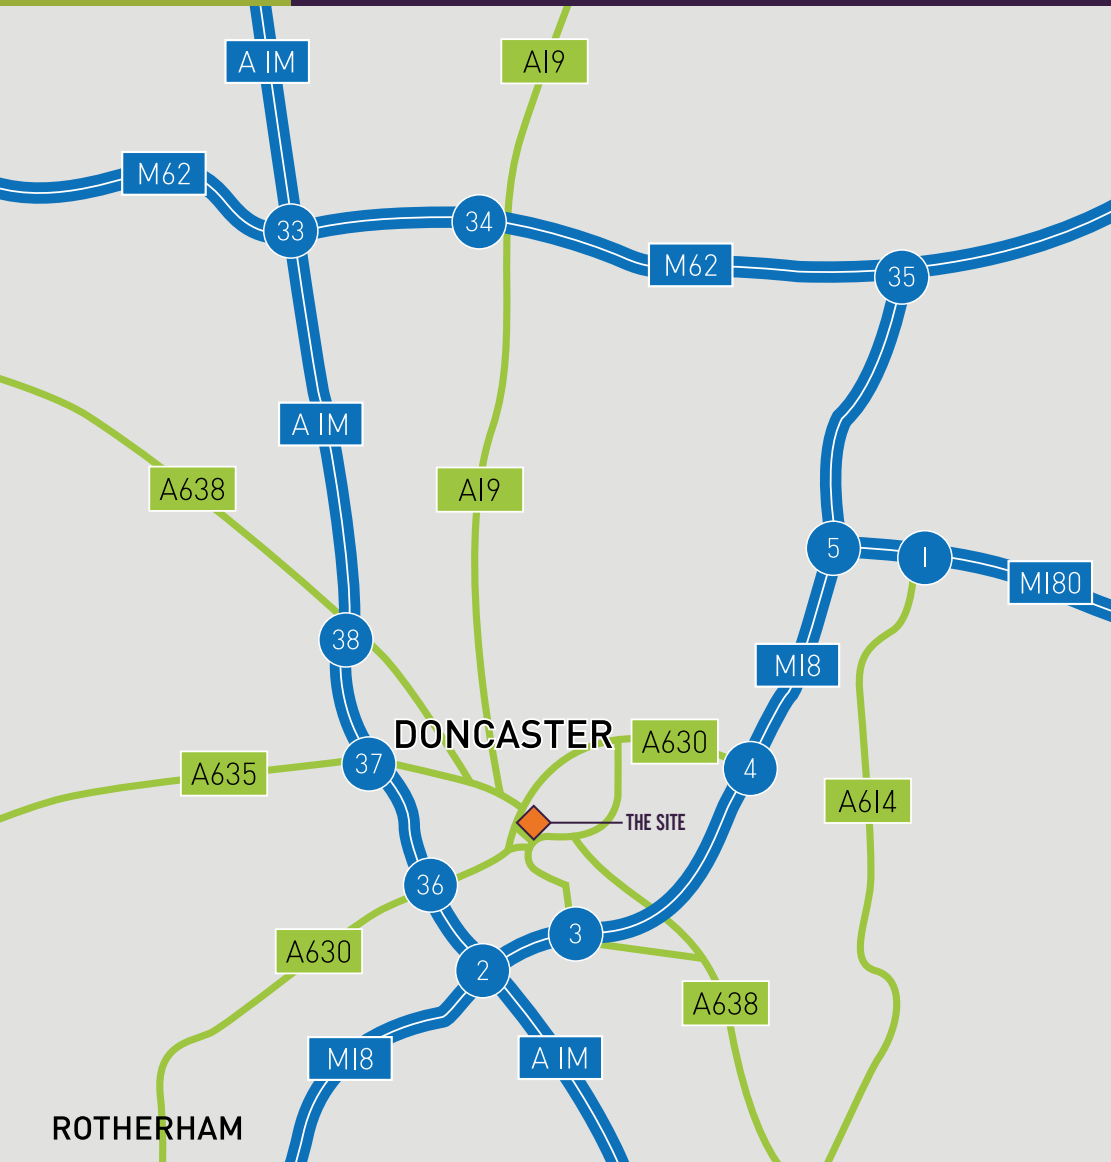 A1M
A19
M62
33
34
M62
35
A1M
A638
A19
5
1
M180
38
M18
DONCASTER
A630
37
A635
4
A614
THE SITE
36
3
A630
2
A638
M18
A1M
ROTHERHAM